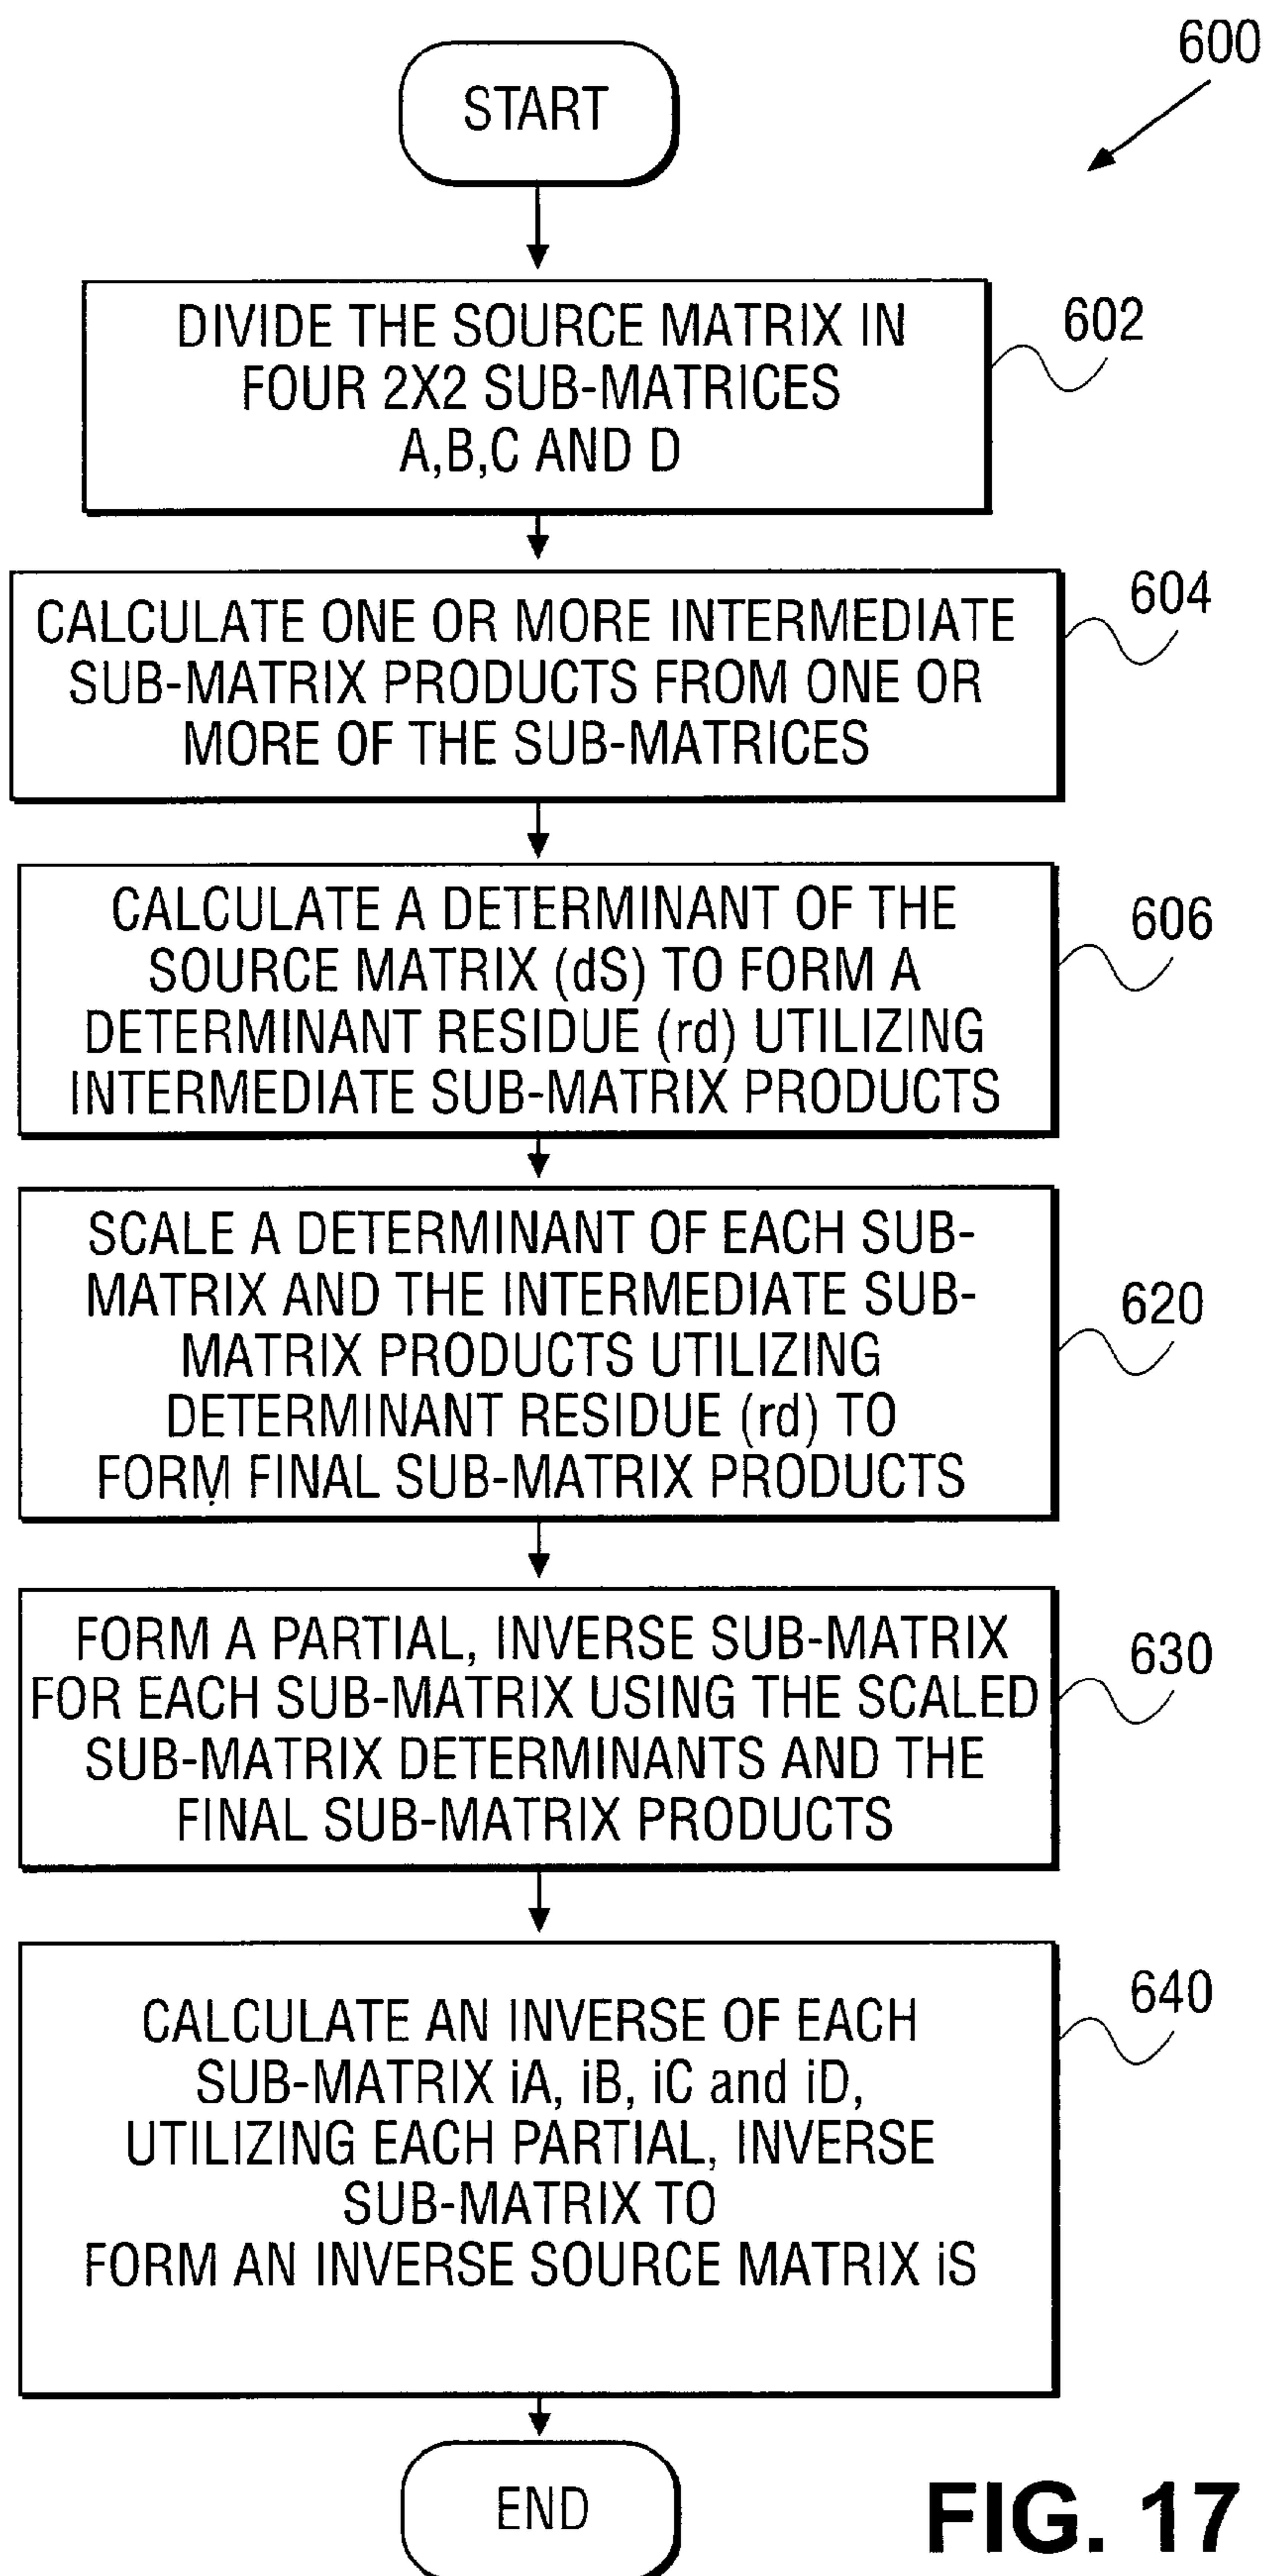 600
START
DIVIDE THE SOURCE MATRIX IN
FOUR 2X2 SUB-MATRICES
A,B,C AND D
602
CALCULATE ONE OR MORE INTERMEDIATE
SUB-MATRIX PRODUCTS FROM ONE OR
MORE OF THE SUB-MATRICES
604
CALCULATE A DETERMINANT OF THE
SOURCE MATRIX (dS) TO FORM A
DETERMINANT RESIDUE (rd) UTILIZING
INTERMEDIATE SUB-MATRIX PRODUCTS
606
SCALE A DETERMINANT OF EACH SUB-
MATRIX AND THE INTERMEDIATE SUB-
MATRIX PRODUCTS UTILIZING
DETERMINANT RESIDUE (rd) TO
FORM FINAL SUB-MATRIX PRODUCTS
620
FORM A PARTIAL, INVERSE SUB-MATRIX
FOR EACH SUB-MATRIX USING THE SCALED
SUB-MATRIX DETERMINANTS AND THE
FINAL SUB-MATRIX PRODUCTS
630
CALCULATE AN INVERSE OF EACH
SUB-MATRIX iA, iB, iC and iD,
UTILIZING EACH PARTIAL, INVERSE
SUB-MATRIX TO
FORM AN INVERSE SOURCE MATRIX iS
640
END
FIG. 17